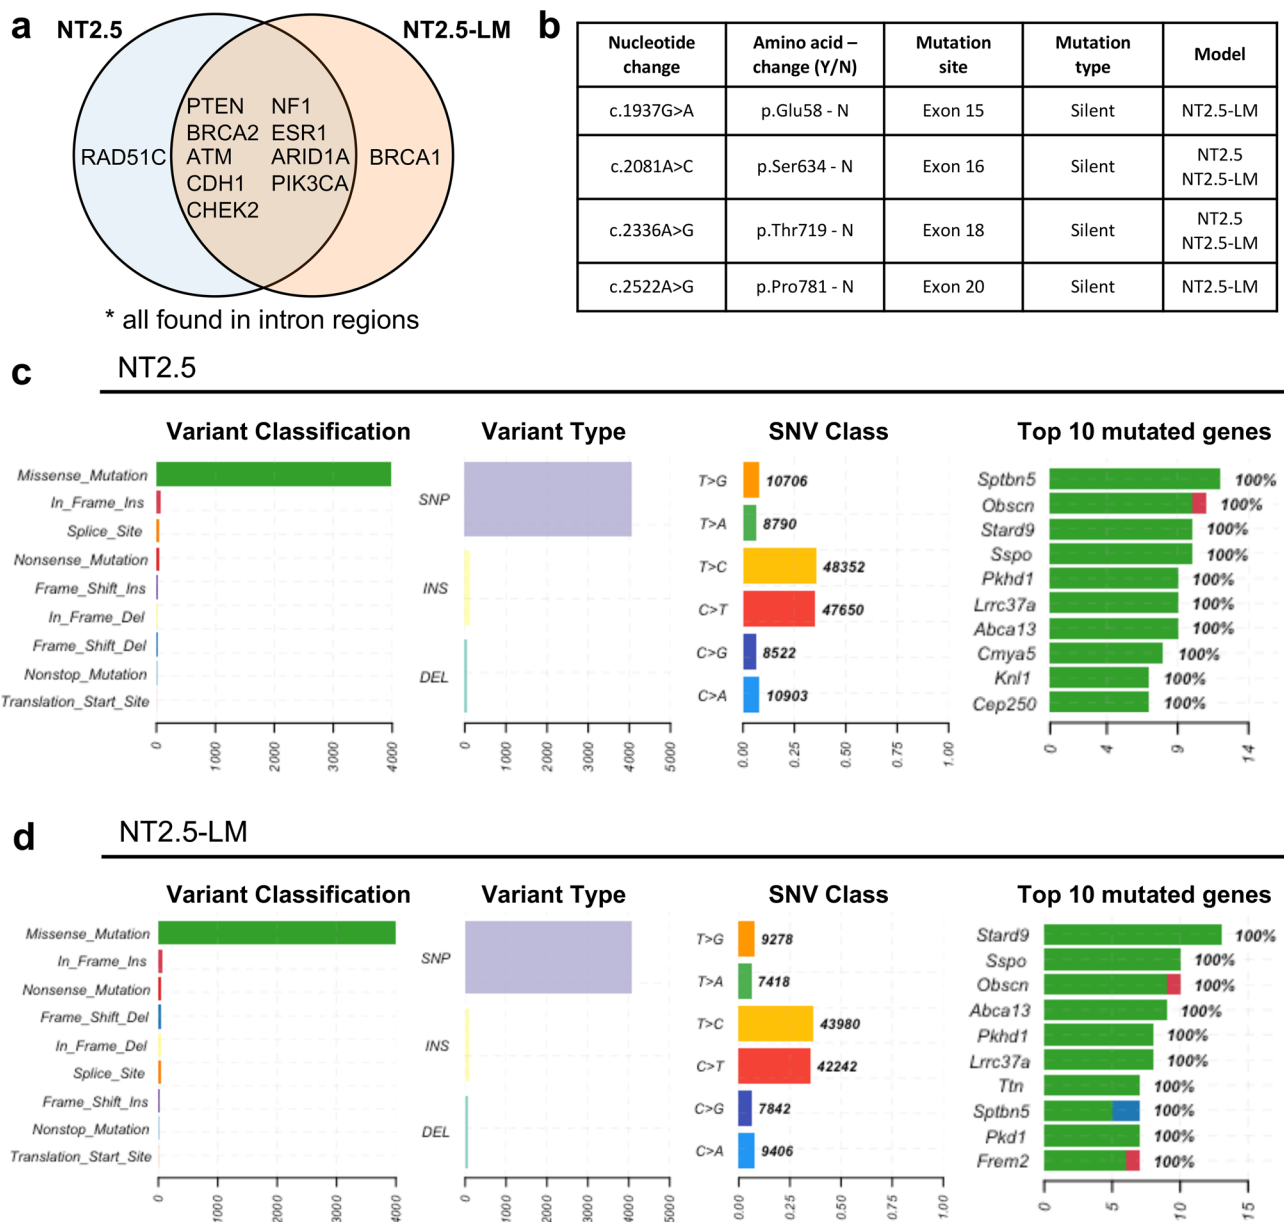 a
NT2.5
NT2.5-LM
RAD51C
PTEN NF1
BRCA2 ESR1
ATM ARID1A
CDH1 PIK3CA
CHEK2
BRCA1
* all found in intron regions
b
Nucleotide change | Amino acid – change (Y/N) | Mutation site | Mutation type | Model
c.1937G>A | p.Glu58 - N | Exon 15 | Silent | NT2.5-LM
c.2081A>C | p.Ser634 - N | Exon 16 | Silent | NT2.5 NT2.5-LM
c.2336A>G | p.Thr719 - N | Exon 18 | Silent | NT2.5 NT2.5-LM
c.2522A>G | p.Pro781 - N | Exon 20 | Silent | NT2.5-LM
c
NT2.5
Variant Classification
Missense_Mutation
In_Frame_Ins
Splice_Site
Nonsense_Mutation
Frame_Shift_Ins
In_Frame_Del
Frame_Shift_Del
Nonstop_Mutation
Translation_Start_Site
0 1000 2000 3000 4000
Variant Type
SNP
INS
DEL
0 1000 2000 3000 4000 5000
SNV Class
T>G 10706
T>A 8790
T>C 48352
C>T 47650
C>G 8522
C>A 10903
0.00 0.25 0.50 0.75 1.00
Top 10 mutated genes
Sptbn5 100%
Obscn 100%
Stard9 100%
Sspo 100%
Pkhd1 100%
Lrrc37a 100%
Abca13 100%
Cmya5 100%
Knl1 100%
Cep250 100%
0 4 9 14
d
NT2.5-LM
Variant Classification
Missense_Mutation
In_Frame_Ins
Nonsense_Mutation
Frame_Shift_Del
In_Frame_Del
Splice_Site
Frame_Shift_Ins
Nonstop_Mutation
Translation_Start_Site
0 1000 2000 3000 4000
Variant Type
SNP
INS
DEL
0 1000 2000 3000 4000 5000
SNV Class
T>G 9278
T>A 7418
T>C 43980
C>T 42242
C>G 7842
C>A 9406
0.00 0.25 0.50 0.75 1.00
Top 10 mutated genes
Stard9 100%
Sspo 100%
Obscn 100%
Abca13 100%
Pkhd1 100%
Lrrc37a 100%
Ttn 100%
Sptbn5 100%
Pkd1 100%
Frem2 100%
0 5 10 15